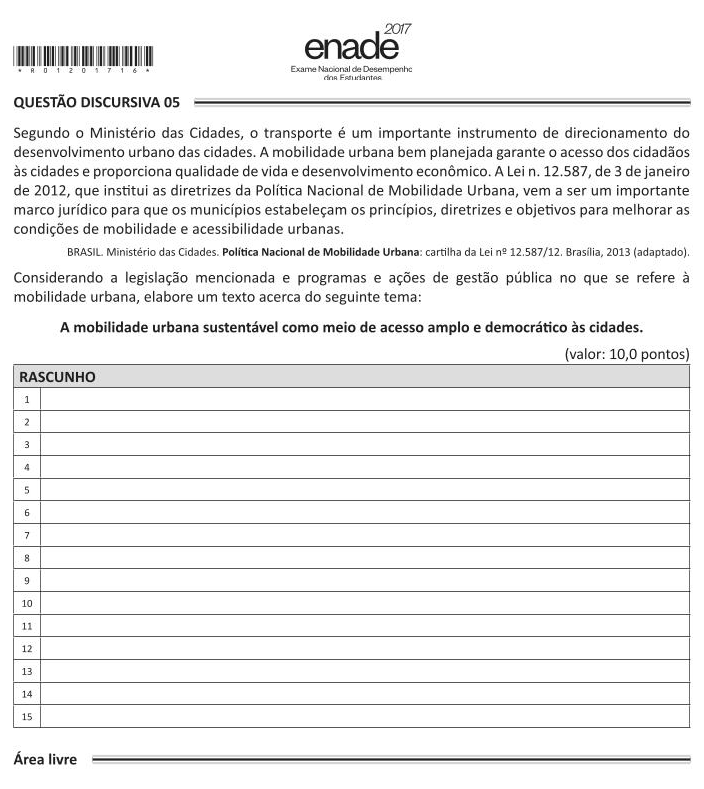 enade 2017
Exame Nacional de Desempenho
dos Estudantes
*R0120171 6*
QUESTÃO DISCURSIVA 05
Segundo o Ministério das Cidades, o transporte é um importante instrumento de direcionamento do
desenvolvimento urbano das cidades. A mobilidade urbana bem planejada garante o acesso dos cidadãos
às cidades e proporciona qualidade de vida e desenvolvimento econômico. A Lei n. 12.587, de 3 de janeiro
de 2012, que institui as diretrizes da Política Nacional de Mobilidade Urbana, vem a ser um importante
marco jurídico para que os municípios estabeleçam os princípios, diretrizes e objetivos para melhorar as
condições de mobilidade e acessibilidade urbanas.
BRASIL. Ministério das Cidades. Política Nacional de Mobilidade Urbana: cartilha da Lei nº 12.587/12. Brasília, 2013 (adaptado).
Considerando a legislação mencionada e programas e ações de gestão pública no que se refere à
mobilidade urbana, elabore um texto acerca do seguinte tema:
A mobilidade urbana sustentável como meio de acesso amplo e democrático às cidades.
(valor: 10,0 pontos)
RASCUNHO
1
2
3
4
5
6
7
8
9
10
11
12
13
14
15
Área livre